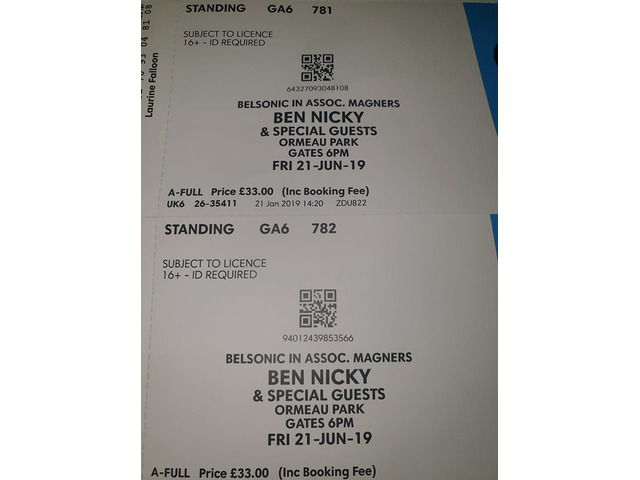 STANDING GA6 781
SUBJECT TO LICENCE
16+ - ID REQUIRED
64327093048108
BELSONIC IN ASSOC. MAGNERS
BEN NICKY
& SPECIAL GUESTS
ORMEAU PARK
GATES 6PM
FRI 21-JUN-19
A-FULL Price £33.00 (Inc Booking Fee)
UK6 26-35411 21 Jan 2019 14:20 ZDU822
Laurine Falloon
STANDING GA6 782
SUBJECT TO LICENCE
16+ - ID REQUIRED
94012439853566
BELSONIC IN ASSOC. MAGNERS
BEN NICKY
& SPECIAL GUESTS
ORMEAU PARK
GATES 6PM
FRI 21-JUN-19
A-FULL Price £33.00 (Inc Booking Fee)